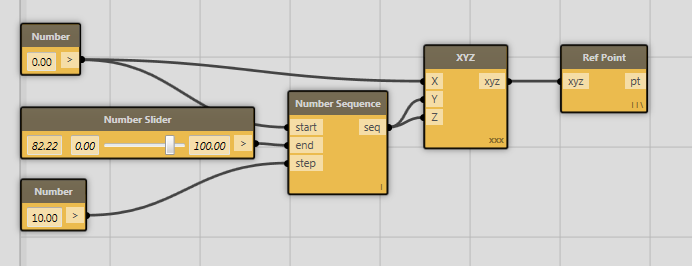 Number
0.00 >
Number Slider
82.22 0.00 100.00 >
Number
10.00 >
Number Sequence
start seq
end
step
|
XYZ
X xyz
Y
Z
xxx
Ref Point
xyz pt
| | \